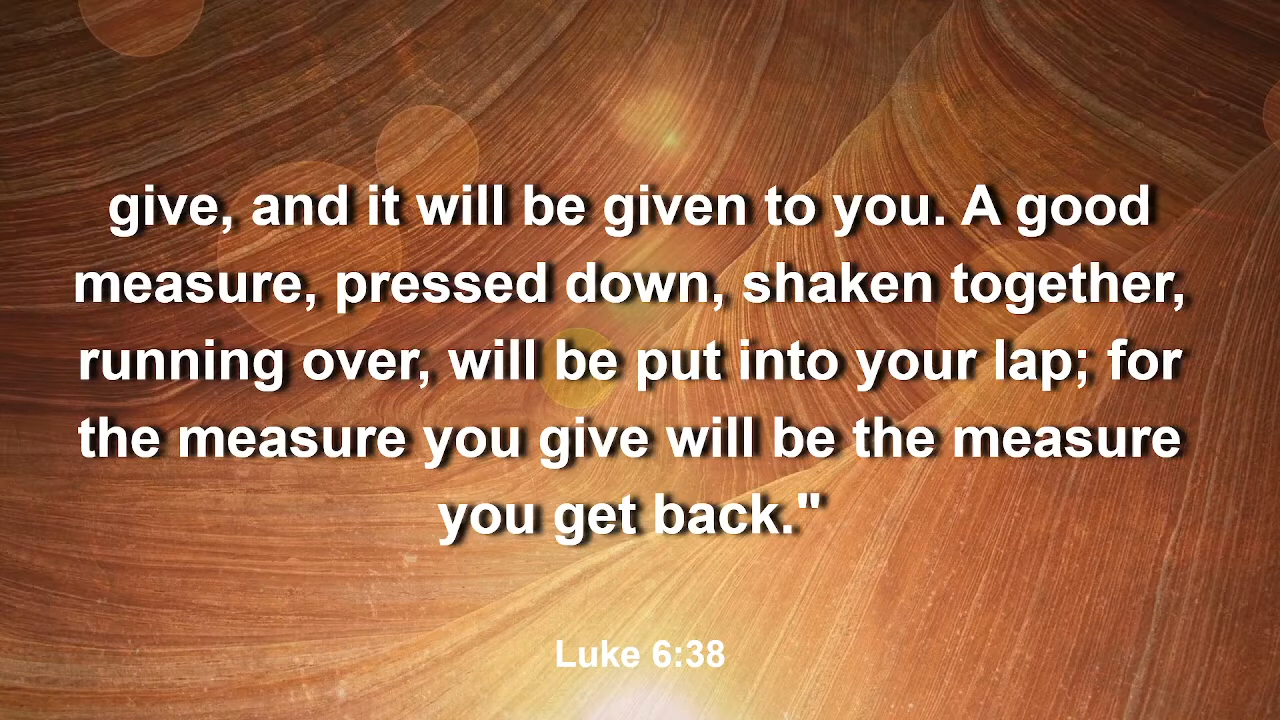 give, and it will be given to you. A good
measure, pressed down, shaken together,
running over, will be put into your lap; for
the measure you give will be the measure
you get back."
Luke 6:38